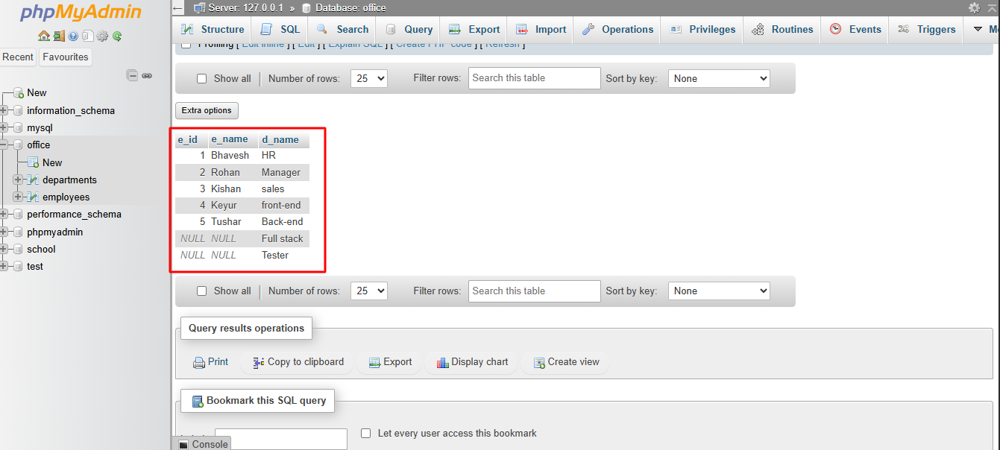 phpMyAdmin
Recent Favourites
New
information_schema
mysql
office
New
departments
employees
performance_schema
phpmyadmin
school
test
Server: 127.0.0.1 » Database: office
Structure SQL Search Query Export Import Operations Privileges Routines Events Triggers
Profiling [ Edit inline ] [ Edit ] [ Explain SQL ] [ Create PHP code ] [ Refresh ]
Show all Number of rows: 25 Filter rows: Search this table Sort by key: None
Extra options
e_id e_name d_name
1 Bhavesh HR
2 Rohan Manager
3 Kishan sales
4 Keyur front-end
5 Tushar Back-end
NULL NULL Full stack
NULL NULL Tester
Show all Number of rows: 25 Filter rows: Search this table Sort by key: None
Query results operations
Print Copy to clipboard Export Display chart Create view
Bookmark this SQL query
Let every user access this bookmark
Console